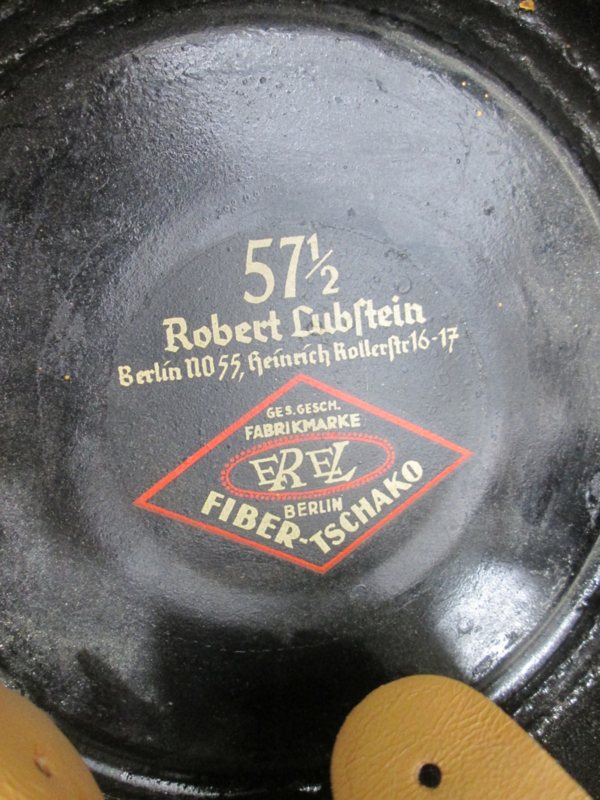 57½
Robert Lubſtein
Berlin NO 55, Heinrich Rollerſtr 16-17
GES. GESCH.
FABRIKMARKE
EREL
BERLIN
FIBER-TSCHAKO